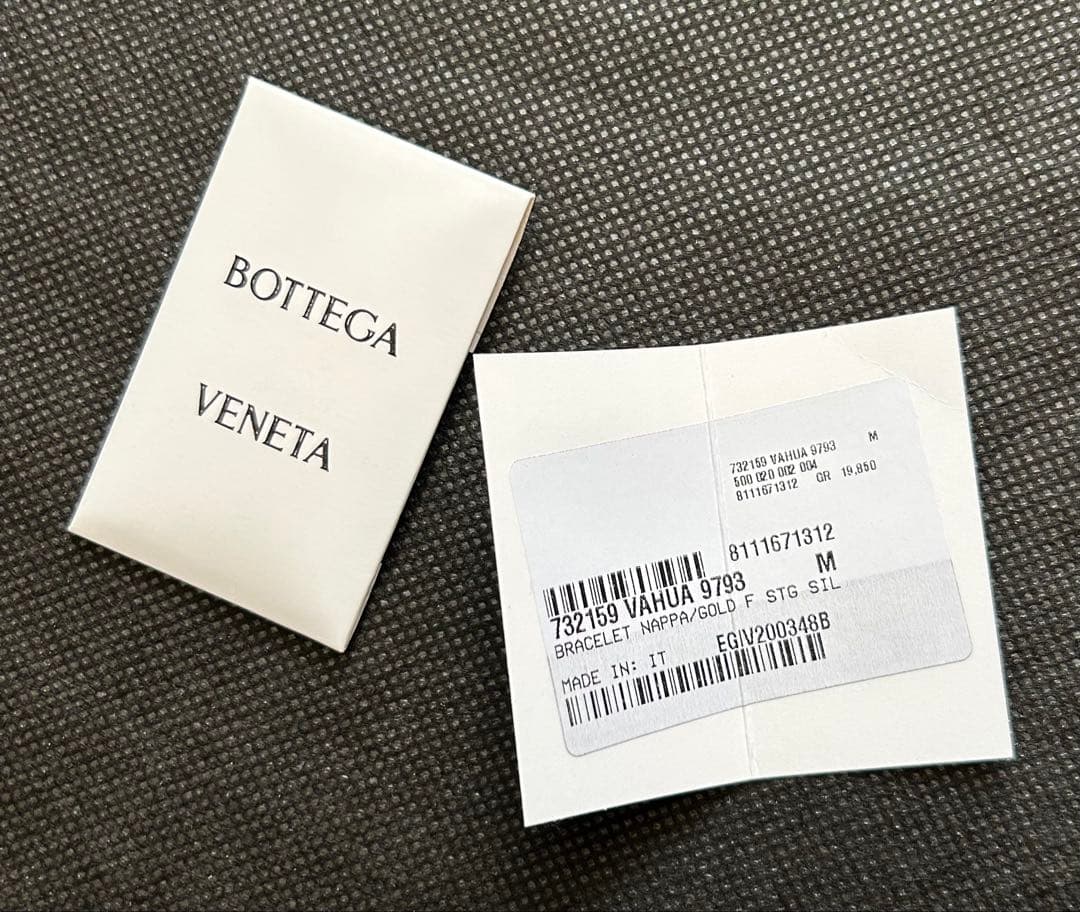 BOTTEGA
VENETA
732159 VAHUA 9793 M
500 020 002 004
8111671312 GR 19,850
8111671312
732159 VAHUA 9793 M
BRACELET NAPPA/GOLD F STG SIL
MADE IN: IT EGIV200348B